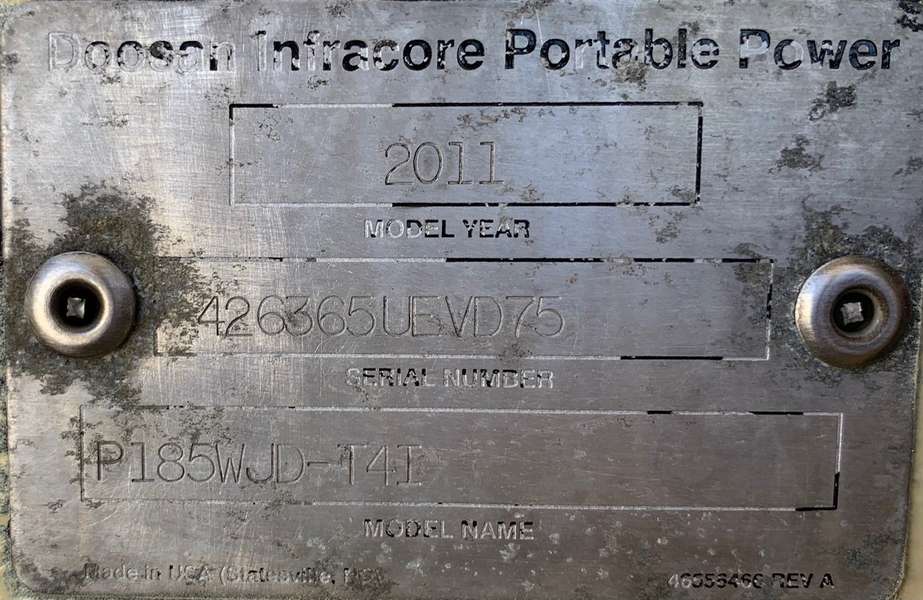 Doosan Infracore Portable Power
2011
MODEL YEAR
426365UEVD75
SERIAL NUMBER
P185WJD-T4I
MODEL NAME
Made in USA (Statesville, NC)
REV A